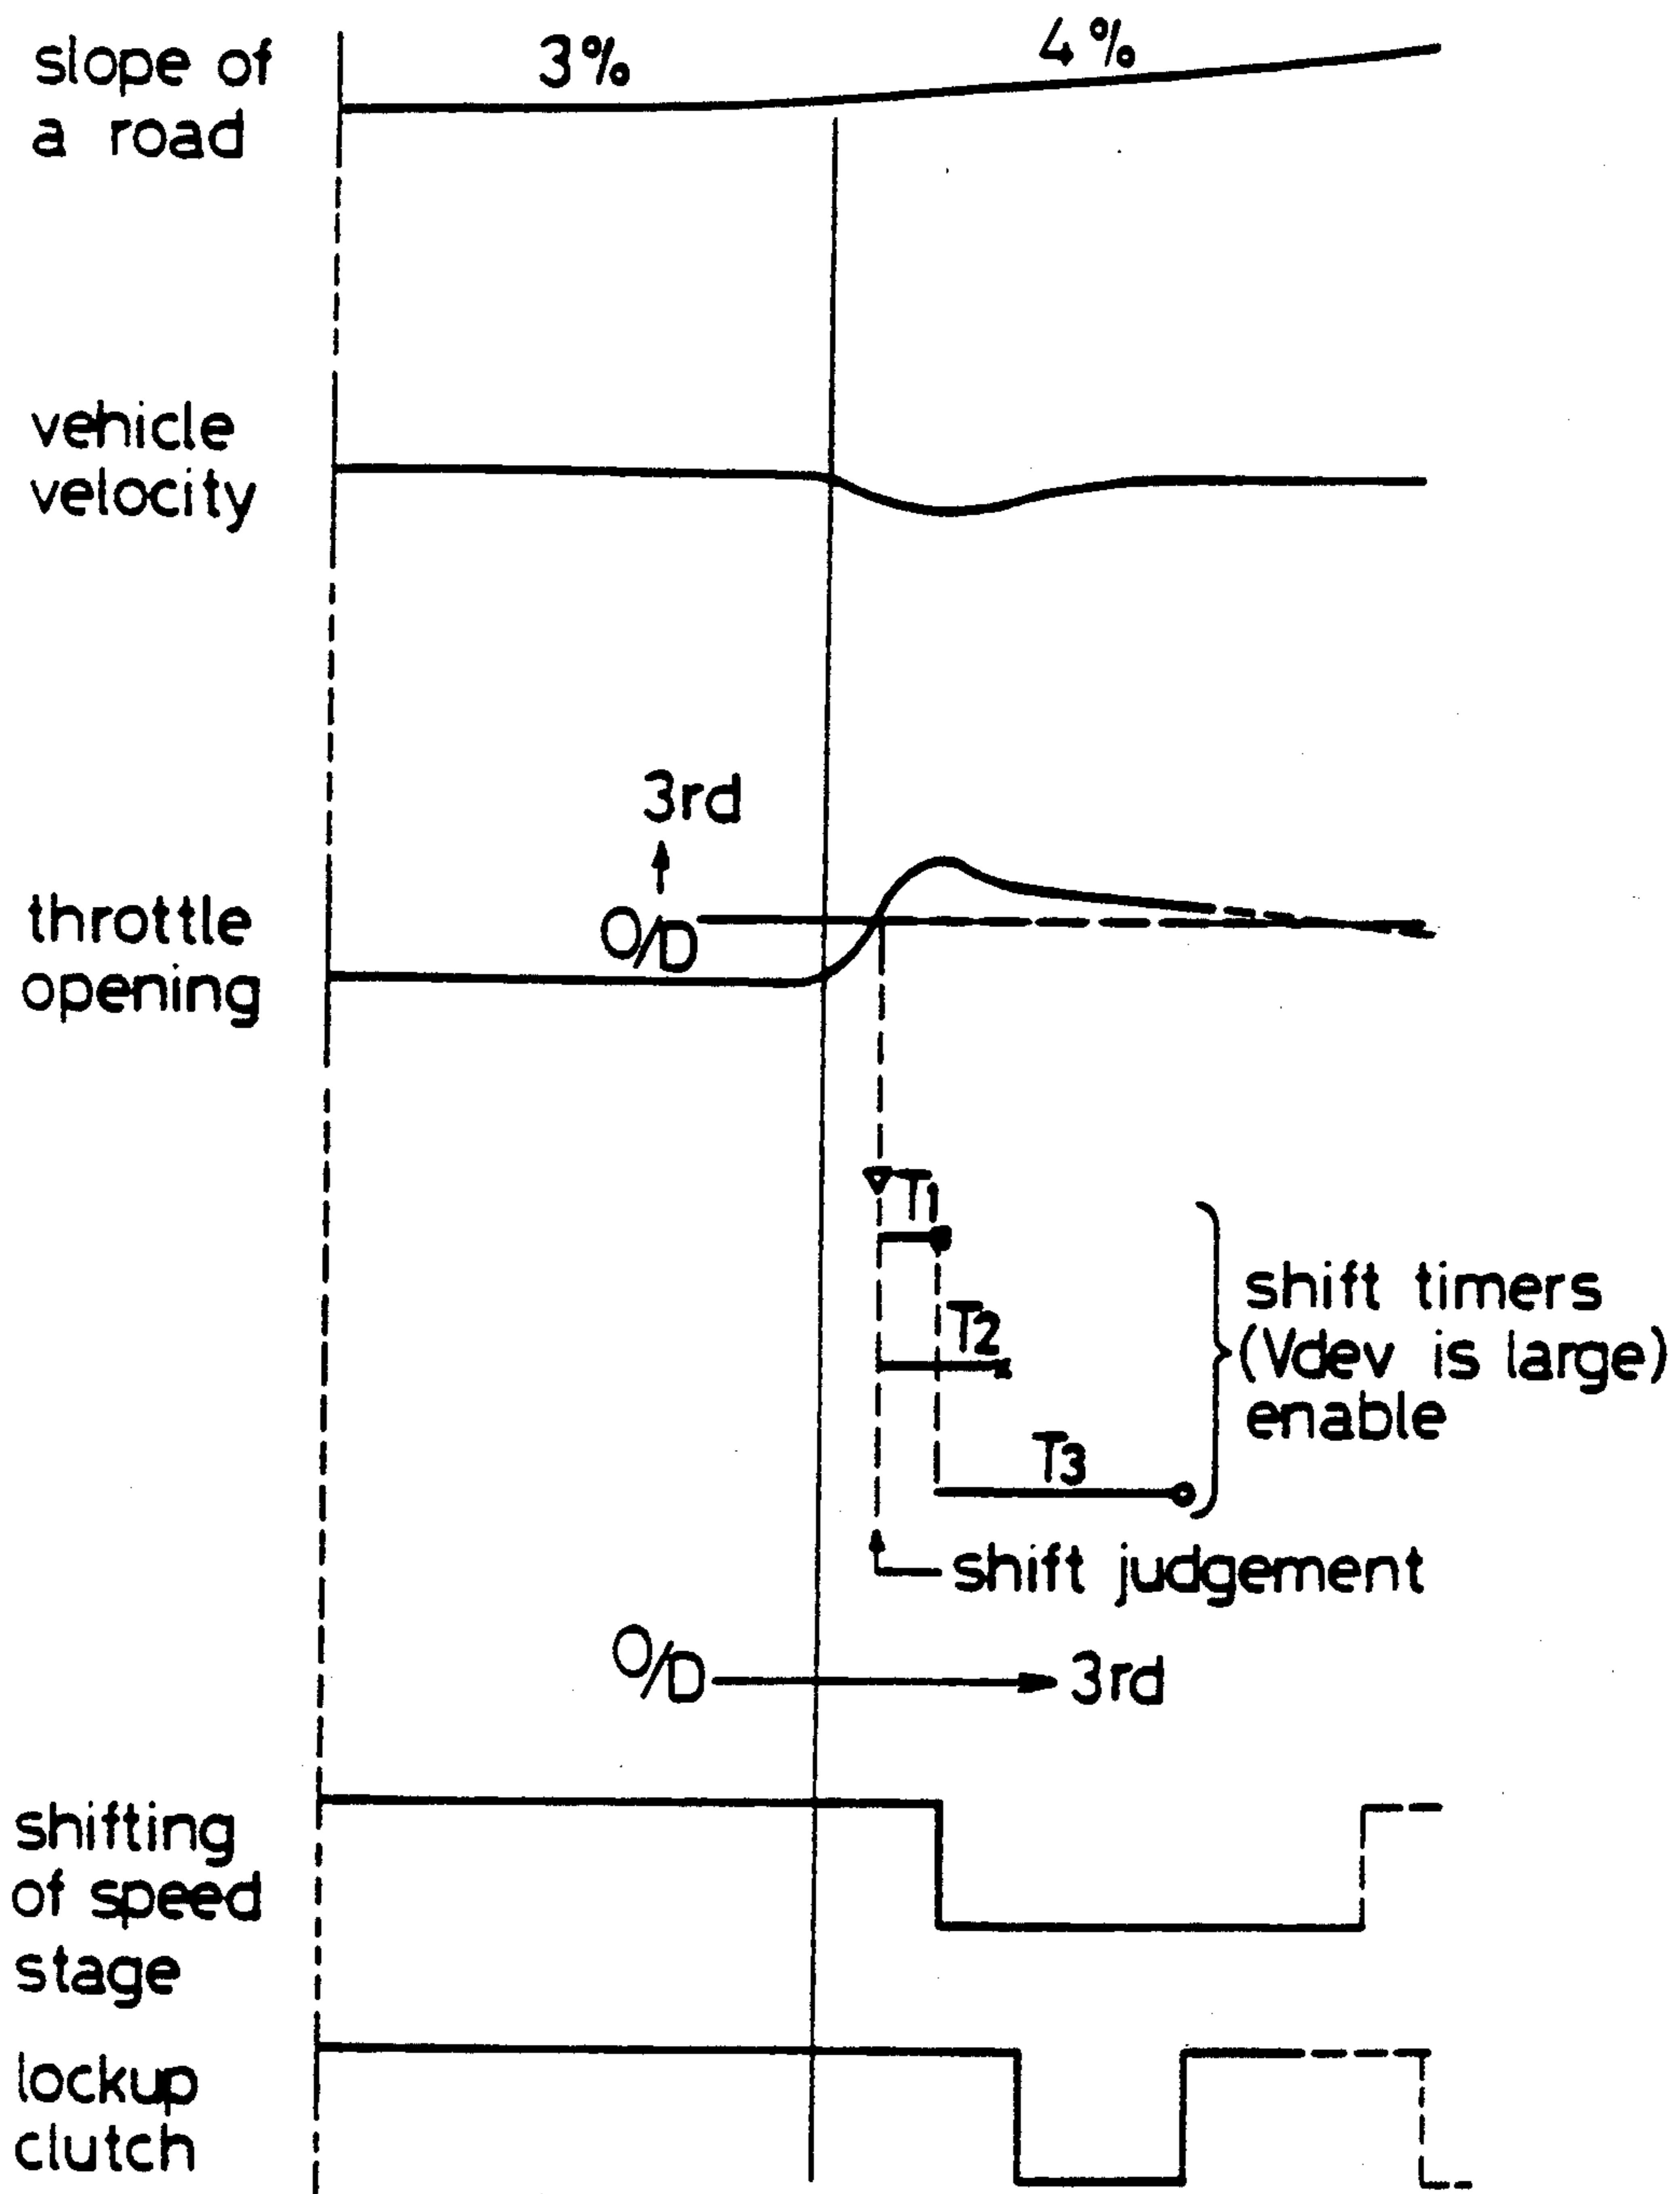 slope of
a road
3%
4%
vehicle
velocity
3rd
O/D
throttle
opening
T1
T2
T3
shift timers
(Vdev is large)
enable
shift judgement
O/D
3rd
shifting
of speed
stage
lockup
clutch